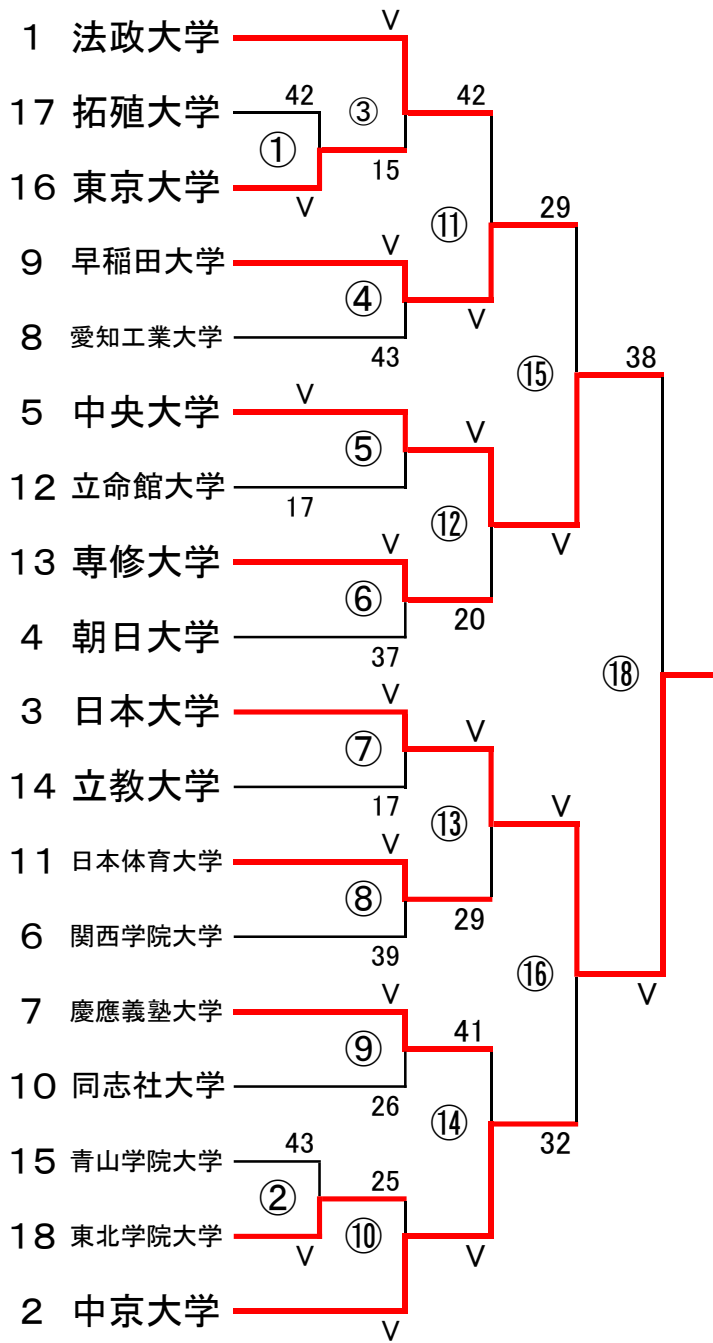 V
1 法政大学
42
42
17 拓殖大学
③
①
15
16 東京大学
V
29
V
⑪
9 早稲田大学
④
V
8 愛知工業大学
43
38
⑮
V
5 中央大学
V
⑤
12 立命館大学
17
⑫
V
V
13 専修大学
⑥
20
4 朝日大学
37
⑱
V
3 日本大学
V
⑦
14 立教大学
17
V
⑬
V
11 日本体育大学
⑧
29
6 関西学院大学
39
⑯
V
V
7 慶應義塾大学
41
⑨
10 同志社大学
26
⑭
43
32
15 青山学院大学
25
②
18 東北学院大学
⑩
V
V
2 中京大学
V